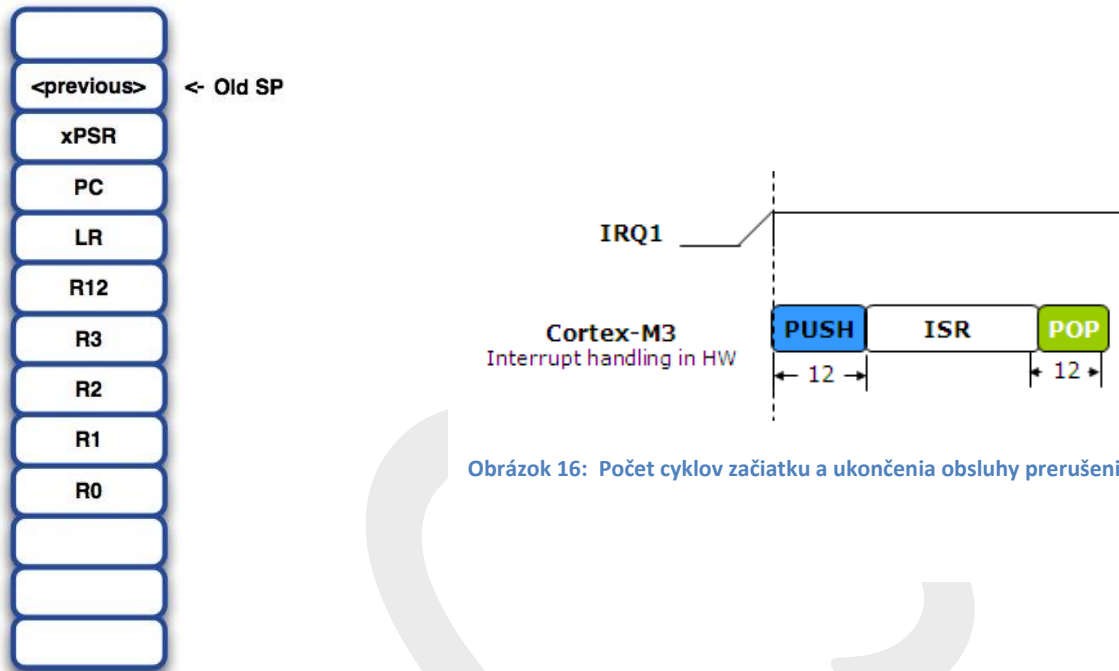 <previous>
<- Old SP
xPSR
PC
LR
R12
R3
R2
R1
R0
IRQ1
Cortex-M3
Interrupt handling in HW
PUSH
ISR
POP
12
12
Obrázok 16: Počet cyklov začiatku a ukončenia obsluhy prerušeni